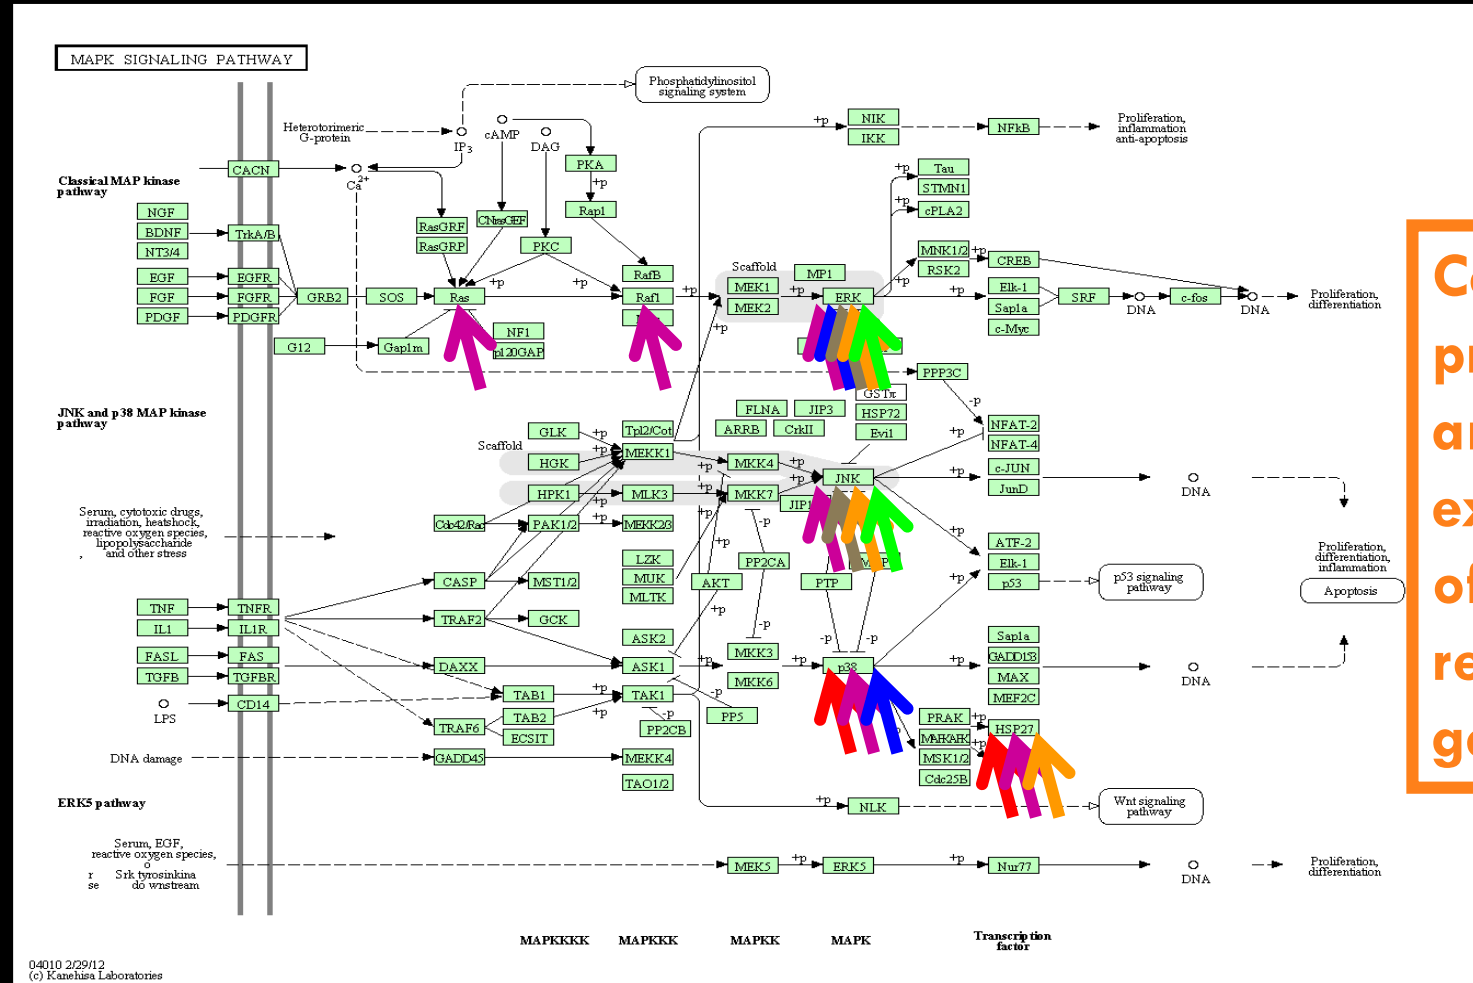 MAPK SIGNALING PATHWAY
Phosphatidylinositol
signaling system
Heterotorimeric
G-protein
IP3
cAMP
DAG
PKA
+p
Rap1
CACN
Ca2+
Classical MAP kinase
pathway
NGF
BDNF
NT3/4
EGF
FGF
PDGF
TrkA/B
EGFR
FGFR
PDGFR
GRB2
SOS
G12
Gap1m
RasGRF
RasGRP
CNrasGEF
PKC
Ras
NF1
p120GAP
+p
+p
RafB
Raf1
+p
Scaffold
MEK1
MEK2
MP1
+p
ERK
+p
NIK
IKK
NFkB
Proliferation,
inflammation
anti-apoptosis
+p
Tau
STMN1
cPLA2
+p
MNK1/2
RSK2
+p
CREB
+p
Elk-1
Sap1a
c-Myc
SRF
DNA
c-fos
DNA
Proliferation,
differentiation
PPP3C
-p
JNK and p38 MAP kinase
pathway
Scaffold
GLK
HGK
HPK1
+p
+p
+p
+p
Tpl2/Cot
MEKK1
MLK3
MEKK2/3
+p
+p
+p
FLNA
JIP3
ARRB
CrkII
GSTπ
HSP72
Evi1
MKK4
MKK7
+p
+p
JIP1
JNK
+p
+p
NFAT-2
NFAT-4
c-JUN
JunD
DNA
Serum, cytotoxic drugs,
irradiation, heatshock,
reactive oxygen species,
lipopolysaccharide
,
and other stress
Cdc42/Rac
PAK1/2
+p
LZK
MUK
MLTK
+p
-p
PP2CA
AKT
PTP
+p
ATF-2
Elk-1
p53
p53 signaling
pathway
Proliferation,
differentiation,
inflammation
Apoptosis
CASP
MST1/2
TNF
IL1
FASL
TGFB
LPS
TNFR
IL1R
FAS
TGFBR
CD14
TRAF2
GCK
DAXX
ASK2
ASK1
+p
+p
-p
MKK3
MKK6
+p
-p
-p
p38
+p
+p
Sap1a
GADD153
MAX
MEF2C
DNA
TAB1
TAB2
ECSIT
TRAF6
+p
+p
TAK1
-p
PP2CB
-p
PP5
PRAK
MAPKAPK
MSK1/2
Cdc25B
+p
+p
HSP27
DNA damage
GADD45
MEKK4
TAO1/2
+p
NLK
Wnt signaling
pathway
ERK5 pathway
Serum, EGF,
reactive oxygen species,
o
r Srk tyrosinkina
se do wnstream
MEK5
+p
ERK5
+p
Nur77
DNA
Proliferation,
differentiation
MAPKKKK
MAPKKK
MAPKK
MAPK
Transcription
factor
04010 2/29/12
(c) Kanehisa Laboratories